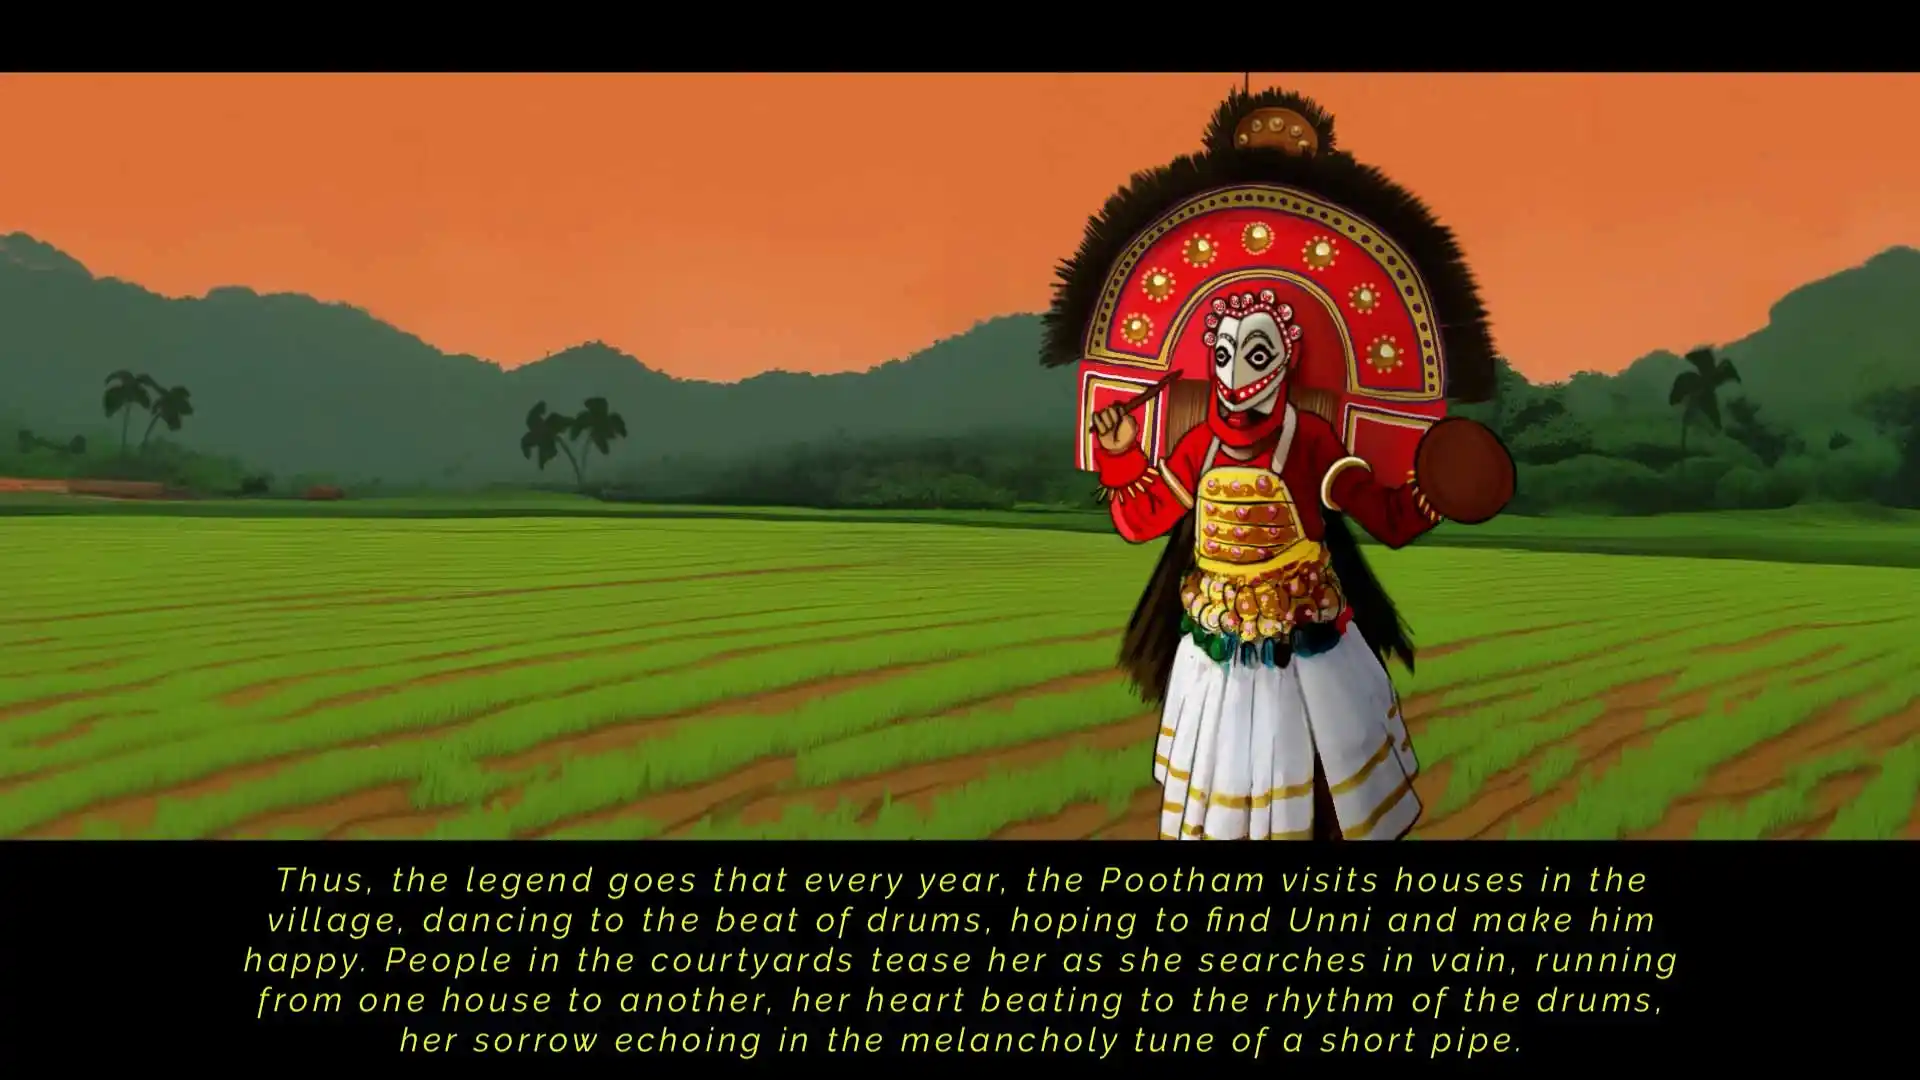 Thus, the legend goes that every year, the Pootham visits houses in the
village, dancing to the beat of drums, hoping to find Unni and make him
happy. People in the courtyards tease her as she searches in vain, running
from one house to another, her heart beating to the rhythm of the drums,
her sorrow echoing in the melancholy tune of a short pipe.